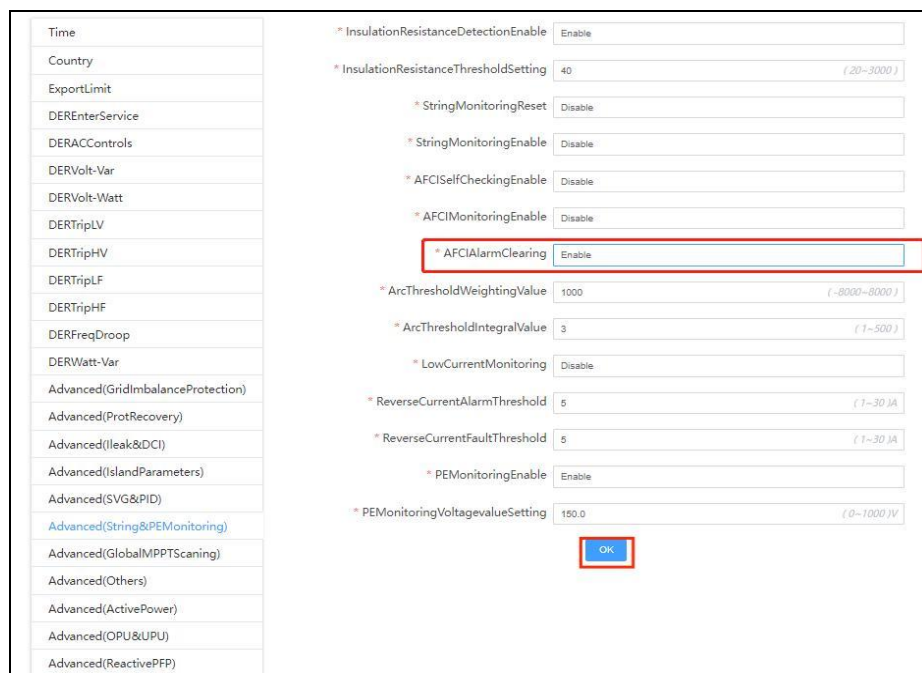 Time
Country
ExportLimit
DEREnterService
DERACControls
DERVolt-Var
DERVolt-Watt
DERTripLV
DERTripHV
DERTripLF
DERTripHF
DERFreqDroop
DERWatt-Var
Advanced(GridImbalanceProtection)
Advanced(ProtRecovery)
Advanced(Ileak&DCI)
Advanced(IslandParameters)
Advanced(SVG&PID)
Advanced(String&PEMonitoring)
Advanced(GlobalMPPTScaning)
Advanced(Others)
Advanced(ActivePower)
Advanced(OPU&UPU)
Advanced(ReactivePFP)
* InsulationResistanceDetectionEnable Enable
* InsulationResistanceThresholdSetting 40 (20~3000)
* StringMonitoringReset Disable
* StringMonitoringEnable Disable
* AFCISelfCheckingEnable Disable
* AFCIMonitoringEnable Disable
* AFCIAlarmClearing Enable
* ArcThresholdWeightingValue 1000 (-8000~8000)
* ArcThresholdIntegralValue 3 (1~500)
* LowCurrentMonitoring Disable
* ReverseCurrentAlarmThreshold 5 (1~30)A
* ReverseCurrentFaultThreshold 5 (1~30)A
* PEMonitoringEnable Enable
* PEMonitoringVoltagevalueSetting 150.0 (0~1000)V
OK